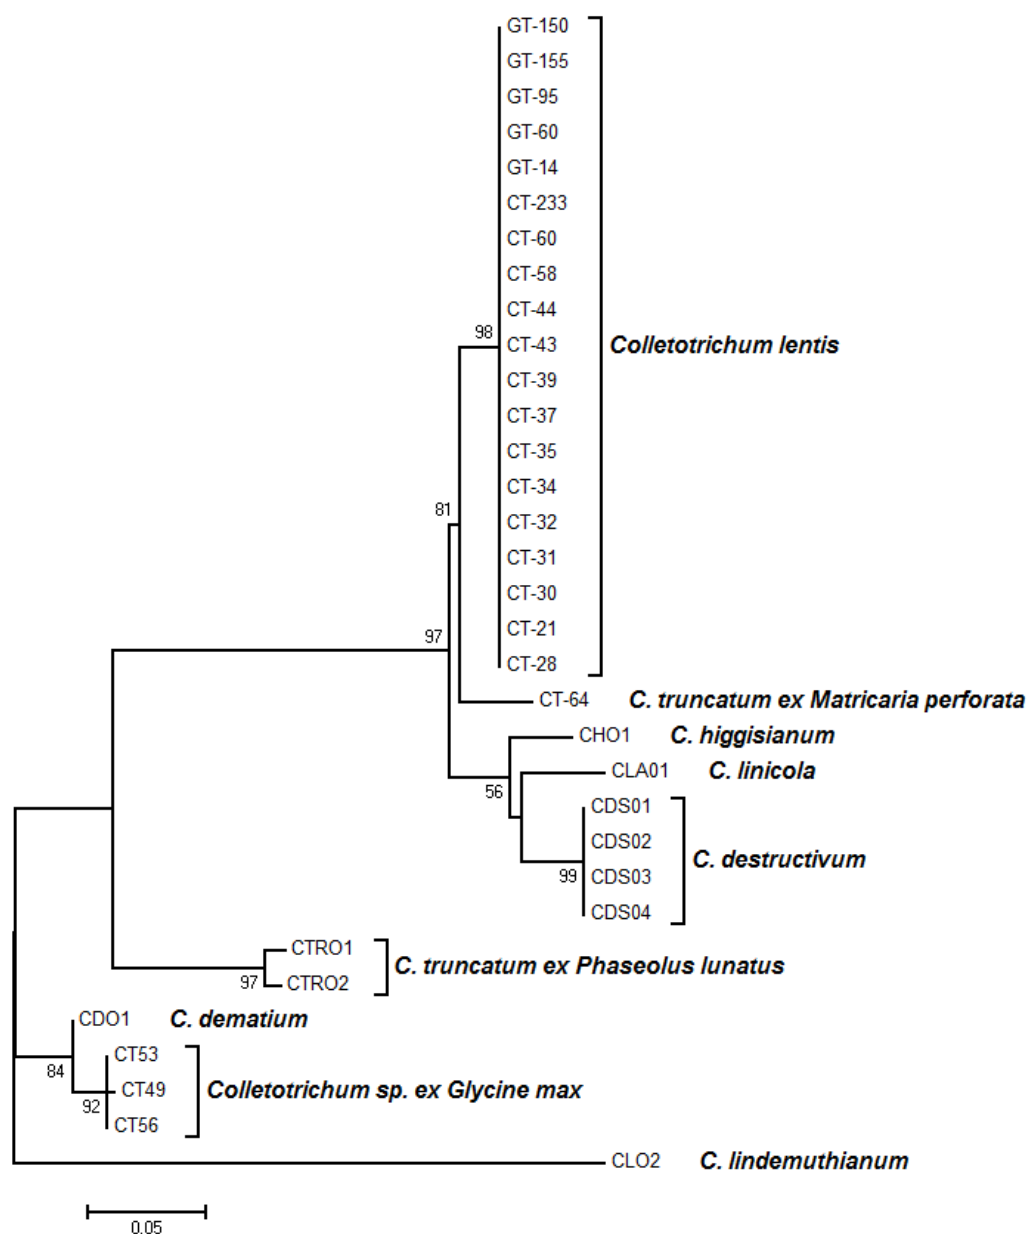 GT-150
GT-155
GT-95
GT-60
GT-14
CT-233
CT-60
CT-58
CT-44
98
CT-43
Colletotrichum lentis
CT-39
CT-37
CT-35
CT-34
81
CT-32
CT-31
CT-30
CT-21
97
CT-28
CT-64 C. truncatum ex Matricaria perforata
CHO1 C. higgisianum
CLA01 C. linicola
56
CDS01
CDS02
C. destructivum
CDS03
99
CDS04
CTRO1
C. truncatum ex Phaseolus lunatus
CTRO2
97
CDO1 C. dematium
CT53
84
CT49
Colletotrichum sp. ex Glycine max
92
CT56
CLO2 C. lindemuthianum
0.05